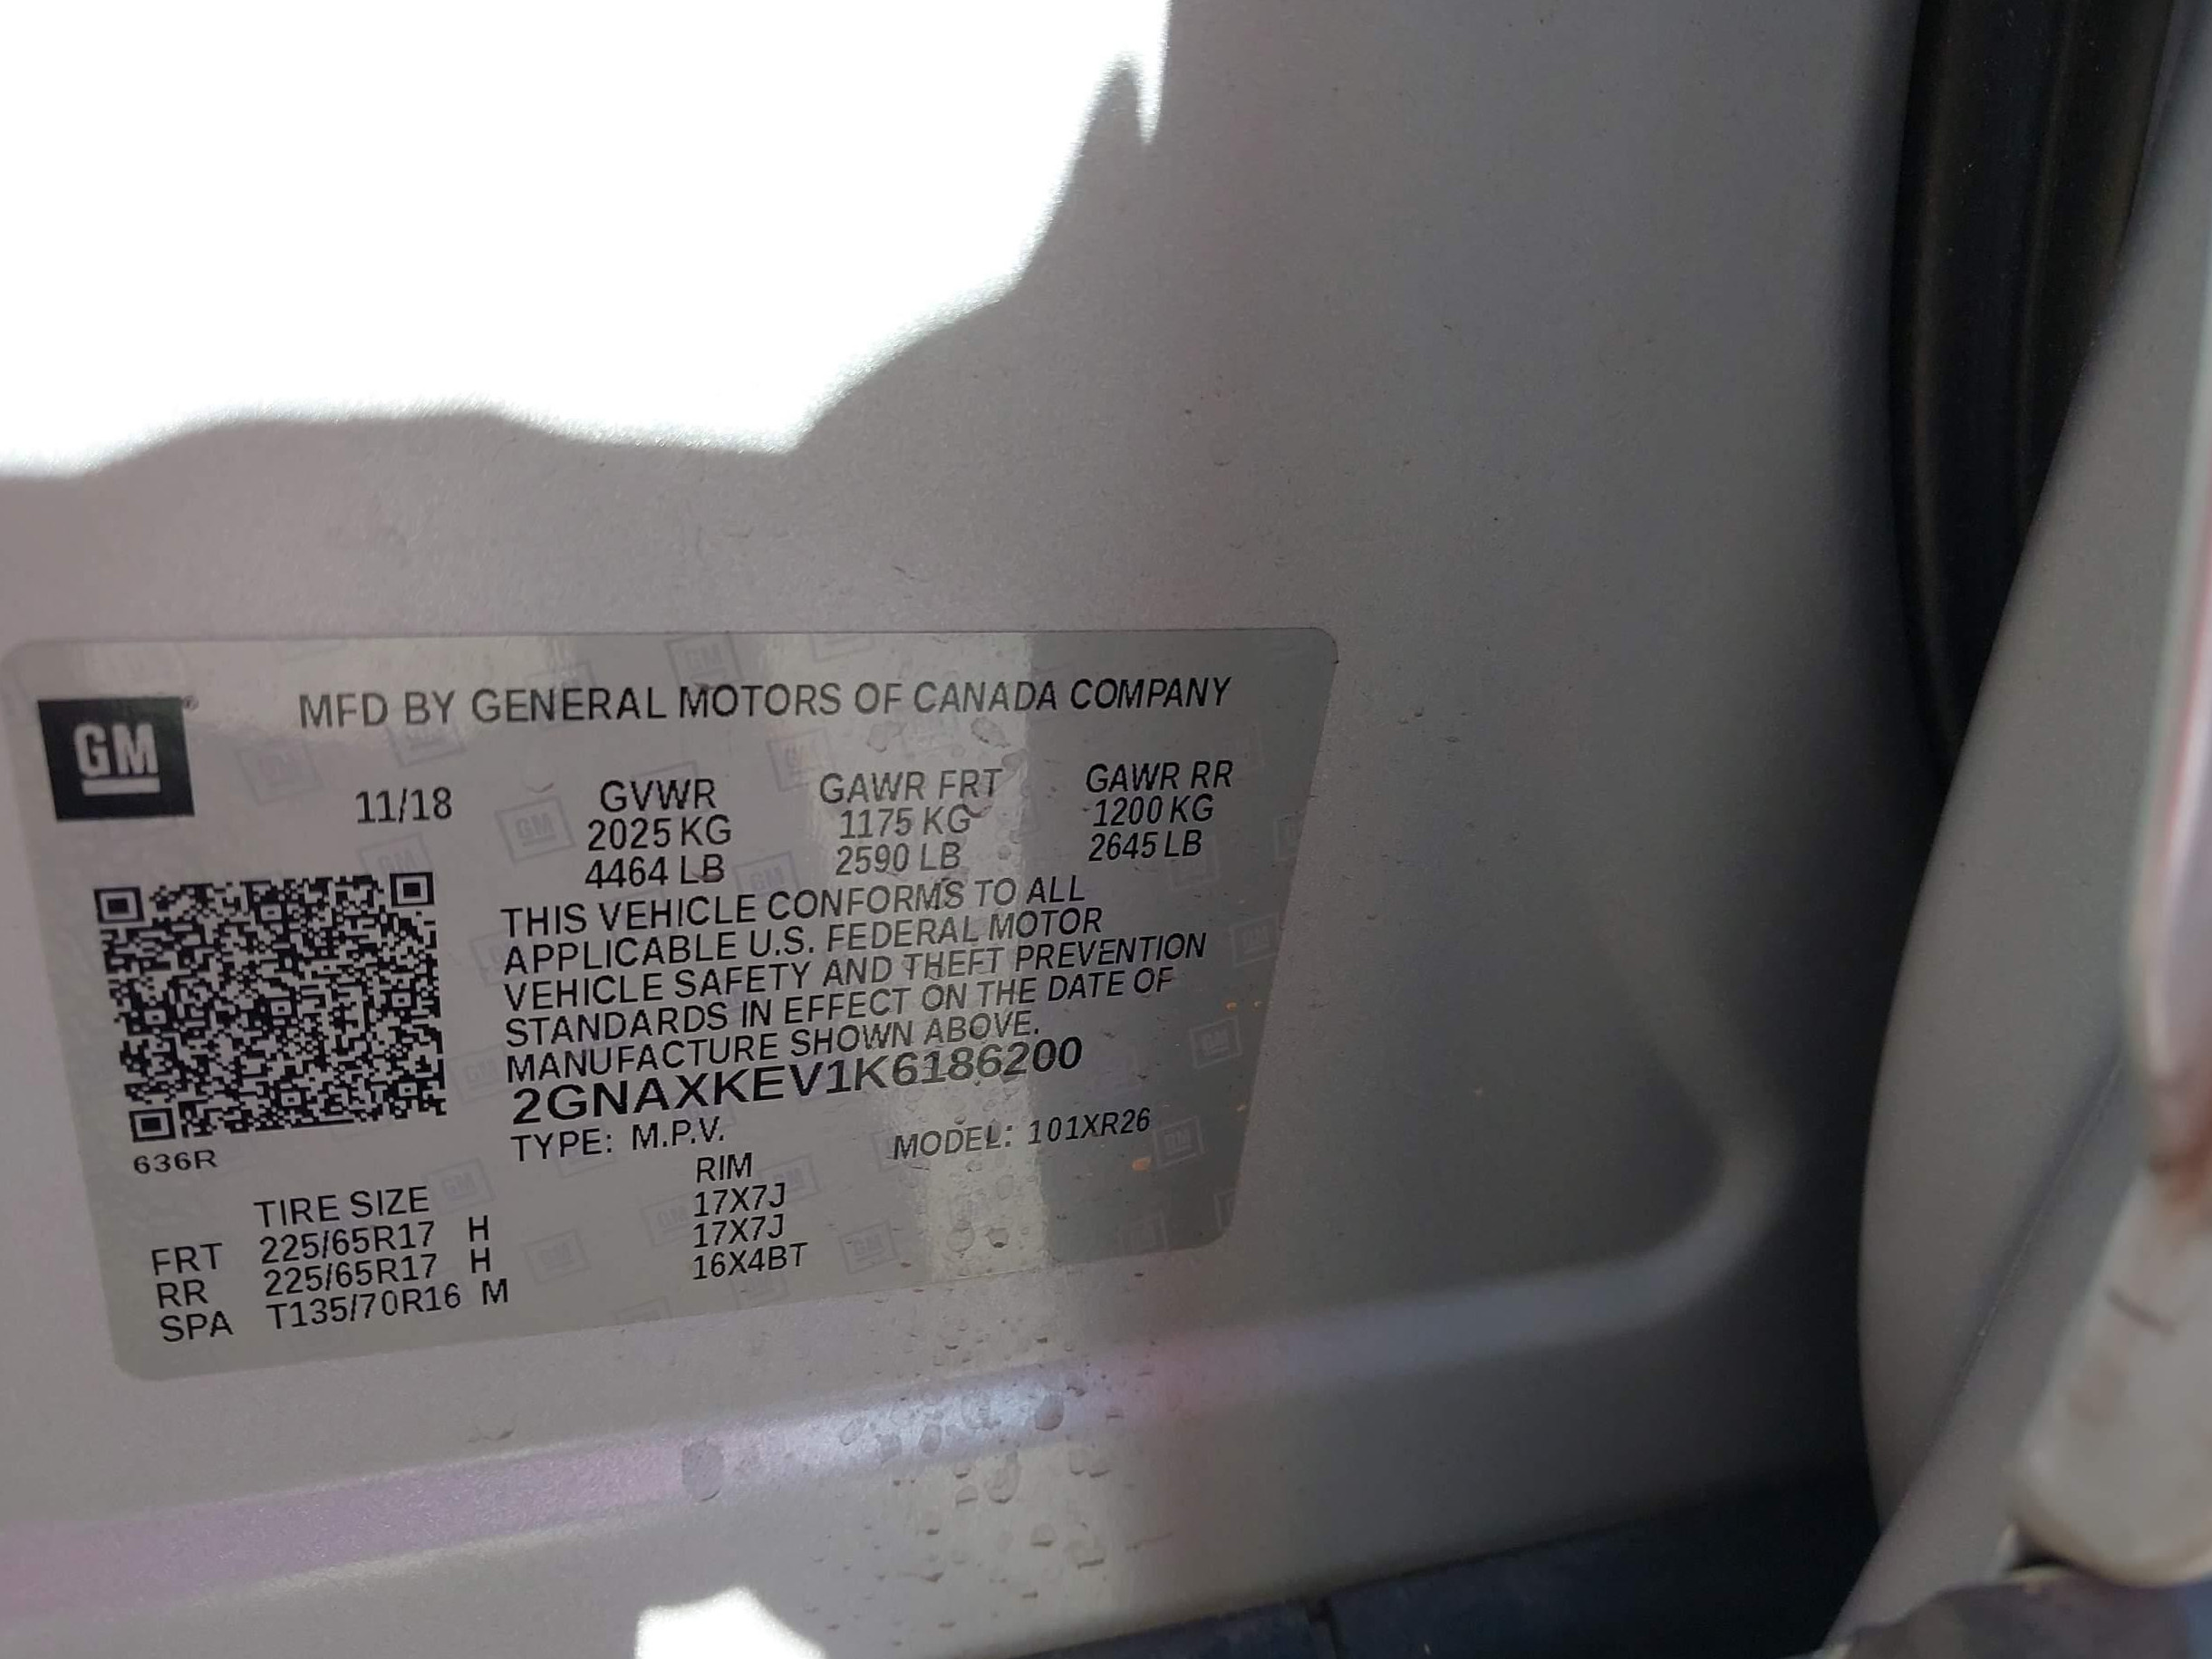 GM
MFD BY GENERAL MOTORS OF CANADA COMPANY
11/18 GVWR GAWR FRT GAWR RR
2025 KG 1175 KG 1200 KG
4464 LB 2590 LB 2645 LB
THIS VEHICLE CONFORMS TO ALL
APPLICABLE U.S. FEDERAL MOTOR
VEHICLE SAFETY AND THEFT PREVENTION
STANDARDS IN EFFECT ON THE DATE OF
MANUFACTURE SHOWN ABOVE.
2GNAXKEV1K6186200
TYPE: M.P.V. MODEL: 101XR26
636R
TIRE SIZE RIM
FRT 225/65R17 H 17X7J
RR 225/65R17 H 17X7J
SPA T135/70R16 M 16X4BT